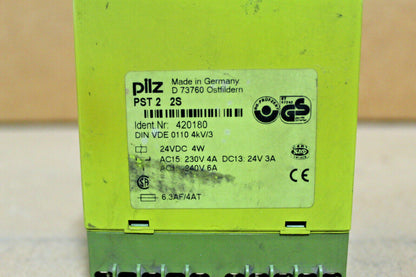 pilz
Made in Germany
D 73760 Ostfildern
PST 2 2S
Ident.Nr: 420180
DIN VDE 0110 4kV/3
24VDC 4W
AC15: 230V 4A DC13: 24V 3A
240V 6A
6.3AF/4AT
GS
CE